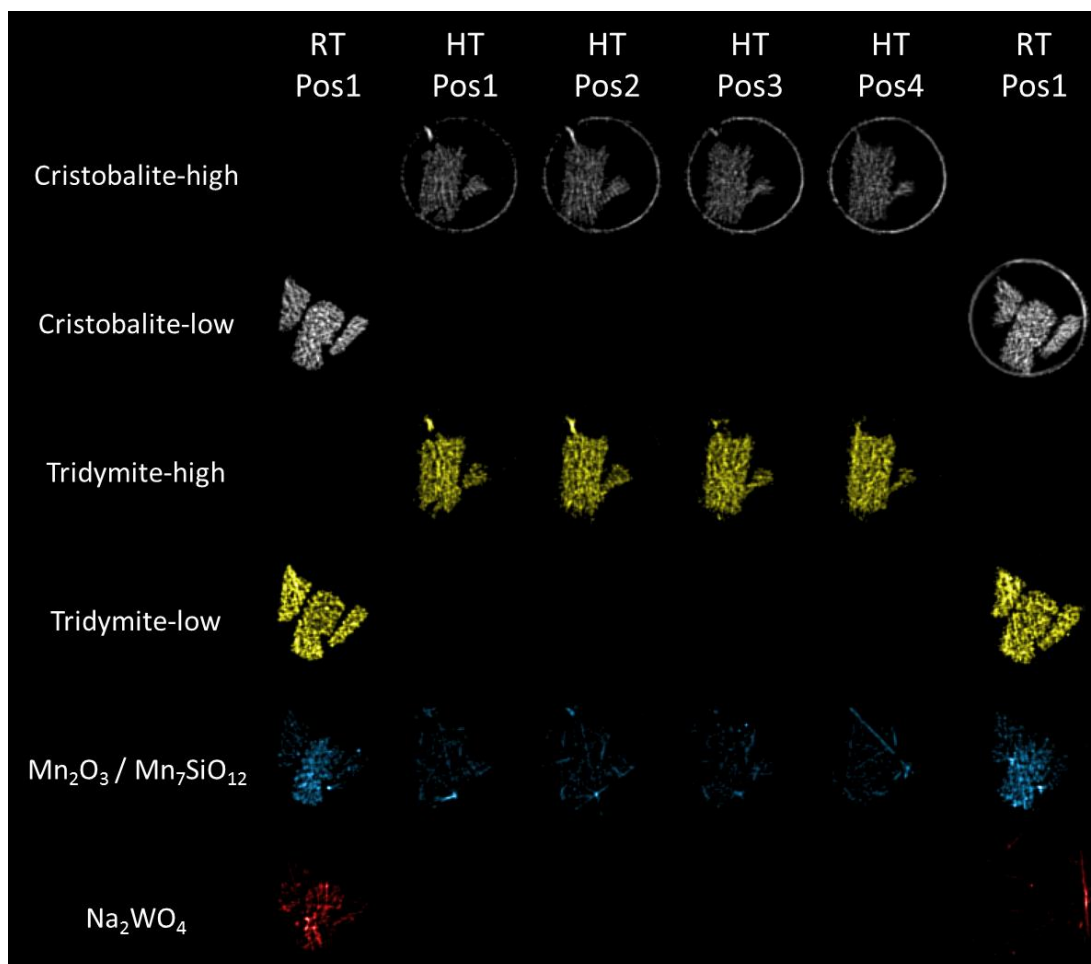 RT HT HT HT HT RT
Pos1 Pos1 Pos2 Pos3 Pos4 Pos1
Cristobalite-high
Cristobalite-low
Tridymite-high
Tridymite-low
Mn₂O₃ / Mn₇SiO₁₂
Na₂WO₄